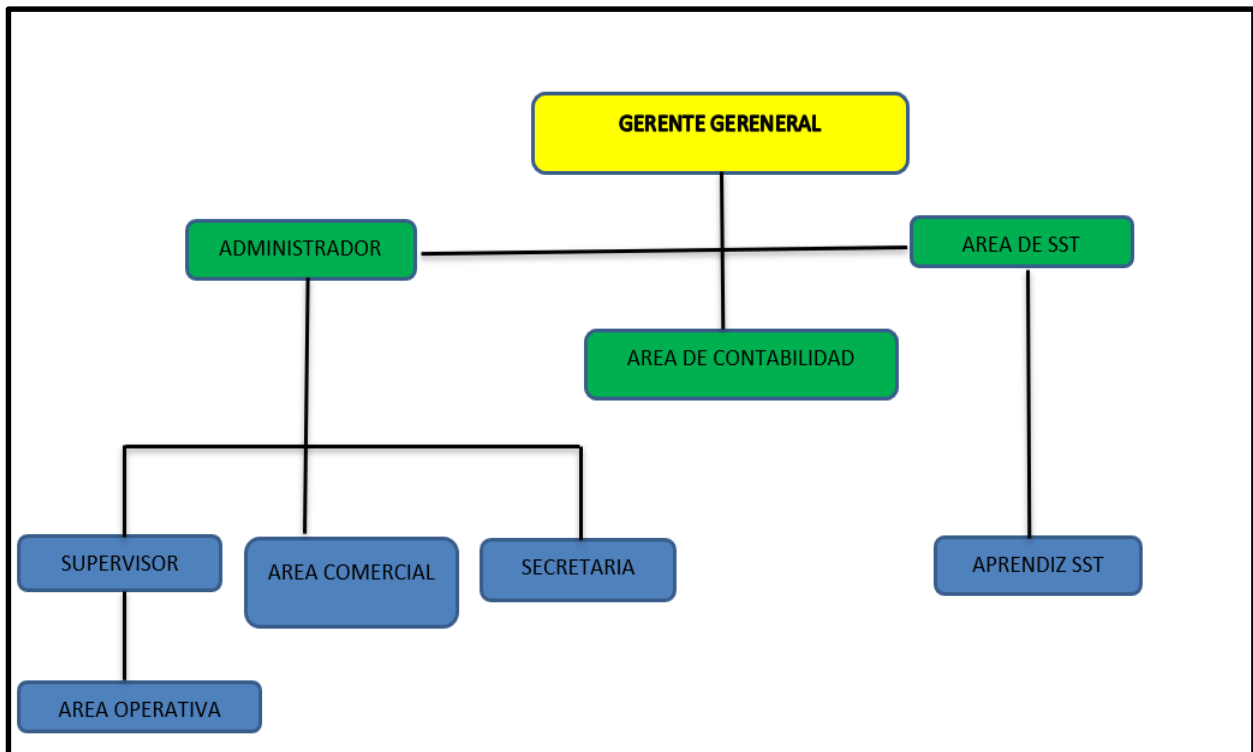 GERENTE GERENERAL
ADMINISTRADOR
AREA DE SST
AREA DE CONTABILIDAD
SUPERVISOR
AREA COMERCIAL
SECRETARIA
APRENDIZ SST
AREA OPERATIVA